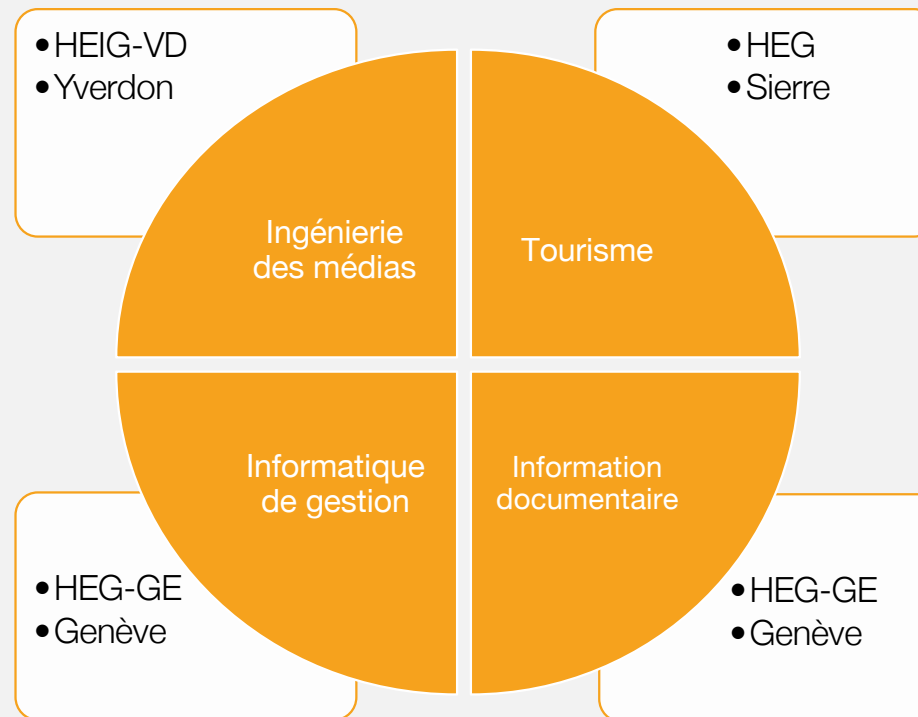 •HEIG-VD
•Yverdon
•HEG
•Sierre
Ingénierie
des médias
Tourisme
Informatique
de gestion
Information
documentaire
•HEG-GE
•Genève
•HEG-GE
•Genève